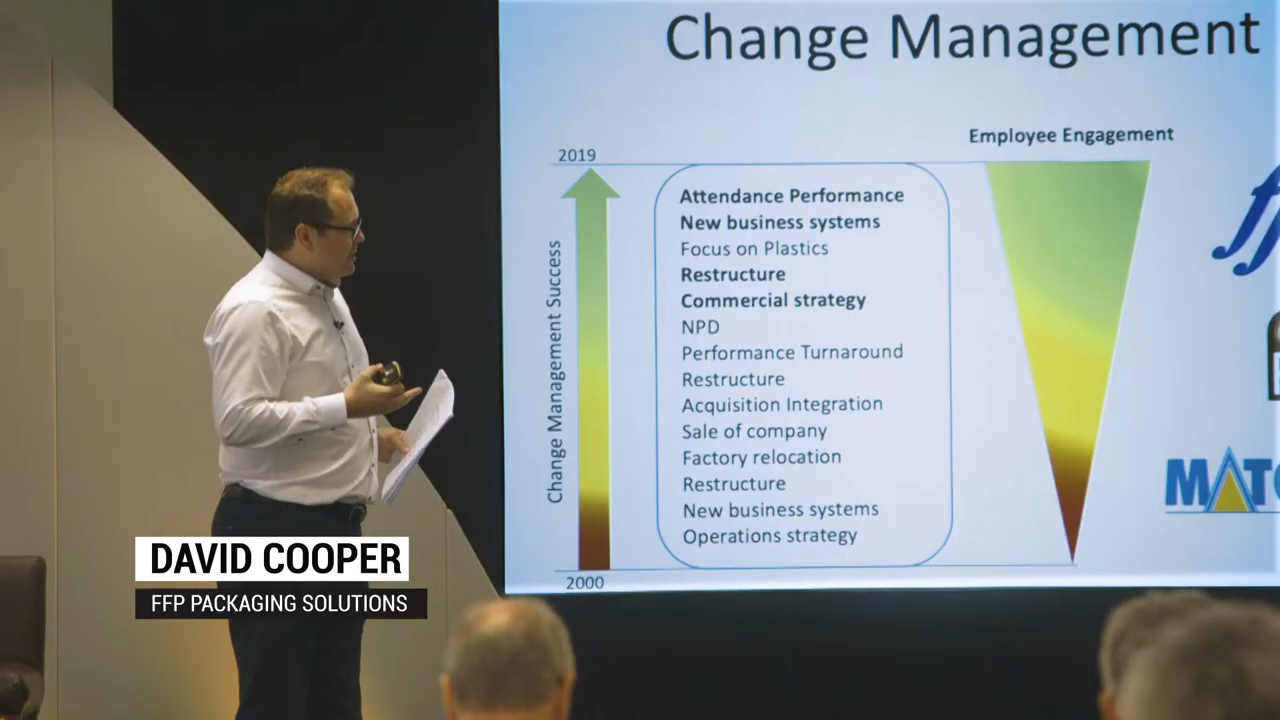 Change Management
Employee Engagement
2019
Attendance Performance
New business systems
Focus on Plastics
Restructure
Commercial strategy
NPD
Performance Turnaround
Restructure
Acquisition Integration
Sale of company
Factory relocation
Restructure
New business systems
Operations strategy
Change Management Success
2000
DAVID COOPER
FFP PACKAGING SOLUTIONS